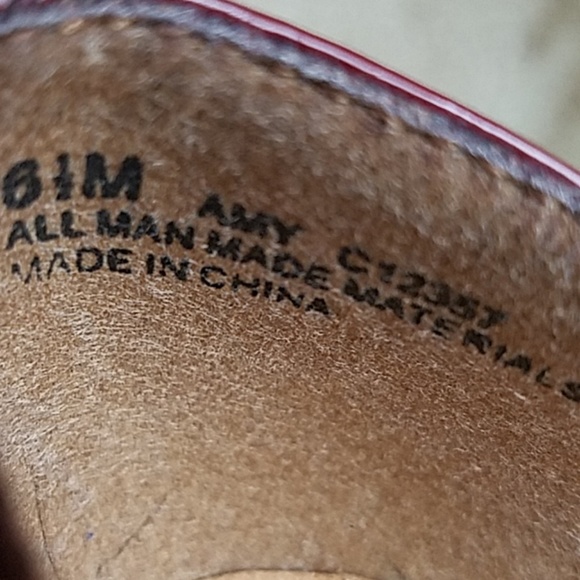 6½M AMY C12357
ALL MAN MADE MATERIALS
MADE IN CHINA